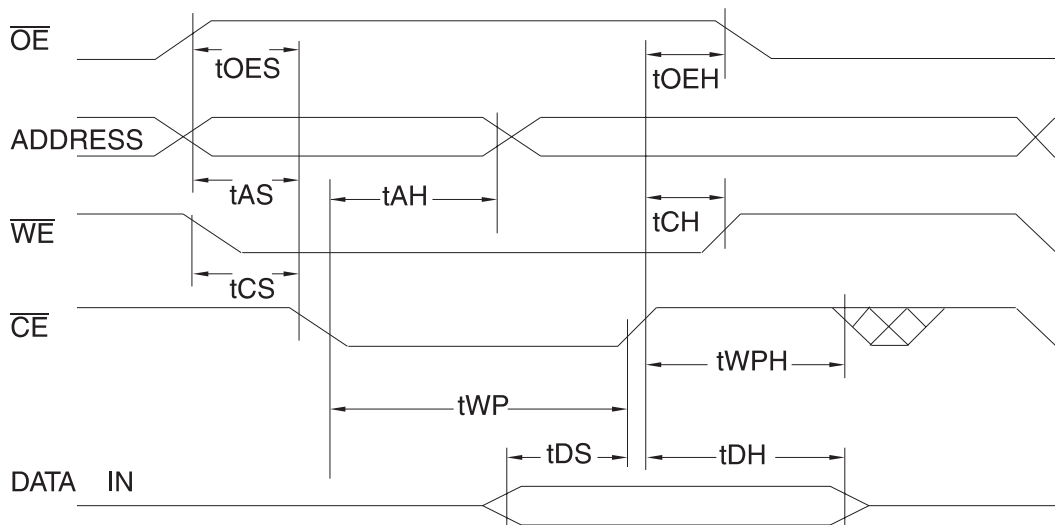 OE
tOES
tOEH
ADDRESS
tAS
tAH
tCH
WE
tCS
CE
tWPH
tWP
tDS
tDH
DATA IN